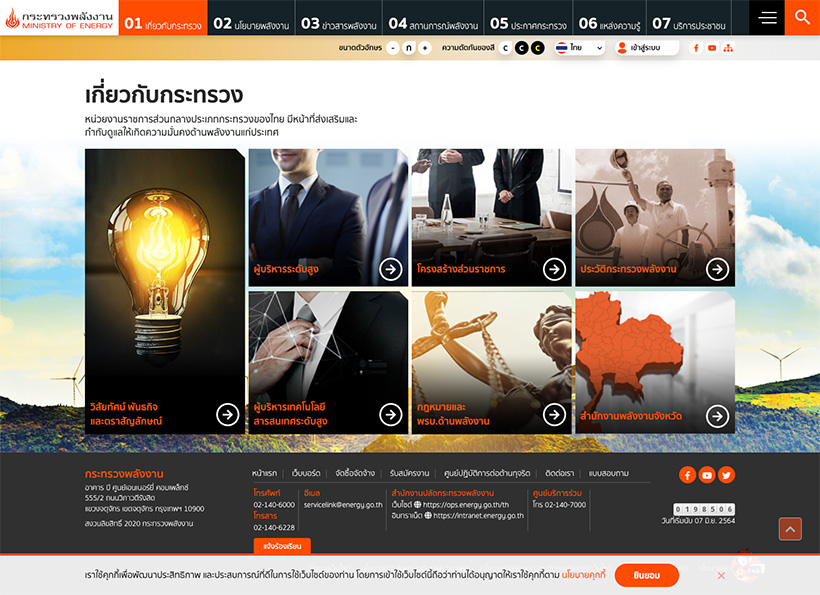 กระทรวงพลังงาน
MINISTRY OF ENERGY
01 เกี่ยวกับกระทรวง
02 นโยบายพลังงาน
03 ข่าวสารพลังงาน
04 สถานการณ์พลังงาน
05 ประกาศกระทรวง
06 แหล่งความรู้
07 บริการประชาชน
ขนาดตัวอักษร - ก + ความตัดกันของสี C C C ไทย เข้าสู่ระบบ
เกี่ยวกับกระทรวง
หน่วยงานราชการส่วนกลางประเภทกระทรวงของไทย มีหน้าที่ส่งเสริมและ
กำกับดูแลให้เกิดความมั่นคงด้านพลังงานแก่ประเทศ
ผู้บริหารระดับสูง
โครงสร้างส่วนราชการ
ประวัติกระทรวงพลังงาน
วิสัยทัศน์ พันธกิจ
และตราสัญลักษณ์
ผู้บริหารเทคโนโลยี
สารสนเทศระดับสูง
กฎหมายและ
พรบ.ด้านพลังงาน
สำนักงานพลังงานจังหวัด
กระทรวงพลังงาน
อาคาร บี ศูนย์เอนเนอร์ยี่ คอมเพล็กซ์
555/2 ถนนวิภาวดีรังสิต
แขวงจตุจักร เขตจตุจักร กรุงเทพฯ 10900
สงวนลิขสิทธิ์ 2020 กระทรวงพลังงาน
หน้าแรก | เว็บบอร์ด | จัดซื้อจัดจ้าง | รับสมัครงาน | ศูนย์ปฏิบัติการต่อต้านทุจริต | ติดต่อเรา | แบบสอบถาม
โทรศัพท์
02-140-6000
โทรสาร
02-140-6228
อีเมล
servicelink@energy.go.th
สำนักงานปลัดกระทรวงพลังงาน
เว็บไซต์ https://ops.energy.go.th/th
อินทราเน็ต https://intranet.energy.go.th
ศูนย์บริการร่วม
โทร 02-140-7000
แจ้งร้องเรียน
0 1 9 8 5 0 6
วันที่เริ่มนับ 07 มิ.ย. 2564
เราใช้คุกกี้เพื่อพัฒนาประสิทธิภาพ และประสบการณ์ที่ดีในการใช้เว็บไซต์ของท่าน โดยการเข้าใช้เว็บไซต์นี้ถือว่าท่านได้อนุญาตให้เราใช้คุกกี้ตาม นโยบายคุกกี้
ยินยอม